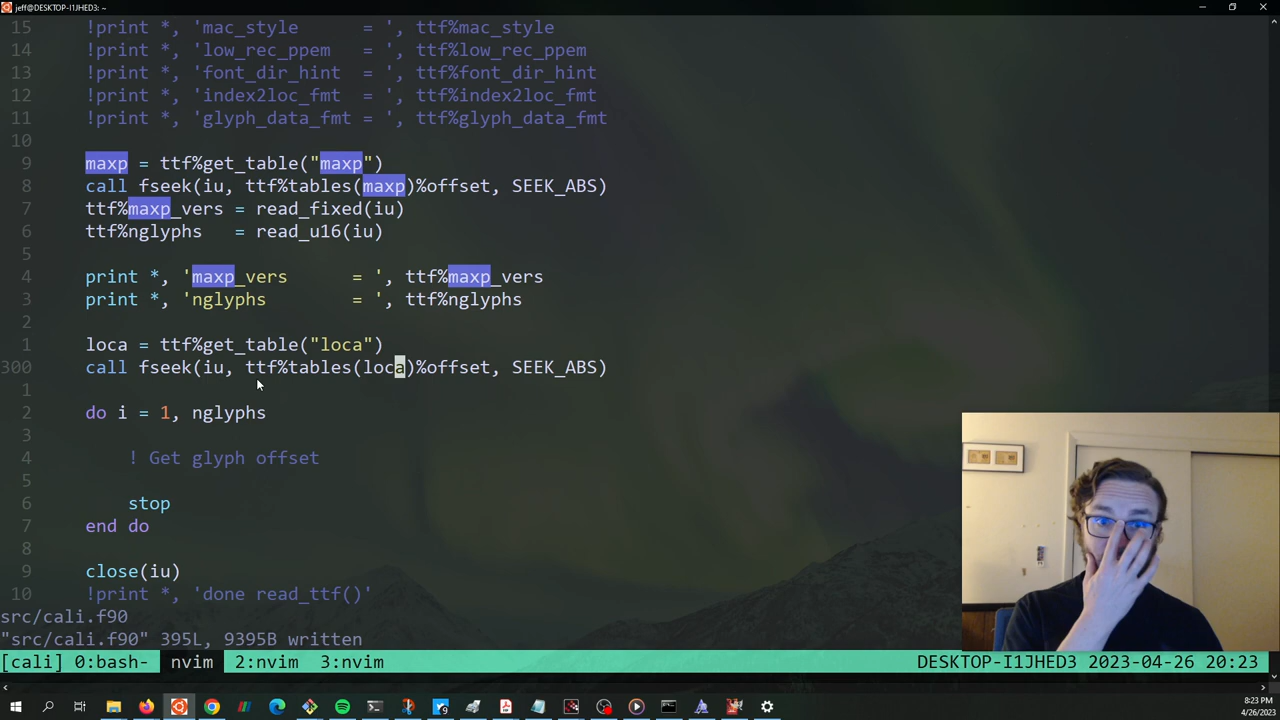 jeff@DESKTOP-I1JHED3: ~
15 !print *, 'mac_style      = ', ttf%mac_style
14 !print *, 'low_rec_ppem   = ', ttf%low_rec_ppem
13 !print *, 'font_dir_hint  = ', ttf%font_dir_hint
12 !print *, 'index2loc_fmt  = ', ttf%index2loc_fmt
11 !print *, 'glyph_data_fmt = ', ttf%glyph_data_fmt
10
9 maxp = ttf%get_table("maxp")
8 call fseek(iu, ttf%tables(maxp)%offset, SEEK_ABS)
7 ttf%maxp_vers = read_fixed(iu)
6 ttf%nglyphs   = read_u16(iu)
5
4 print *, 'maxp_vers      = ', ttf%maxp_vers
3 print *, 'nglyphs        = ', ttf%nglyphs
2
1 loca = ttf%get_table("loca")
300 call fseek(iu, ttf%tables(loca)%offset, SEEK_ABS)
1
2 do i = 1, nglyphs
3
4 ! Get glyph offset
5
6 stop
7 end do
8
9 close(iu)
10 !print *, 'done read_ttf()'
src/cali.f90
"src/cali.f90" 395L, 9395B written
[cali] 0:bash- nvim 2:nvim 3:nvim DESKTOP-I1JHED3 2023-04-26 20:23
8:23 PM
4/26/2023